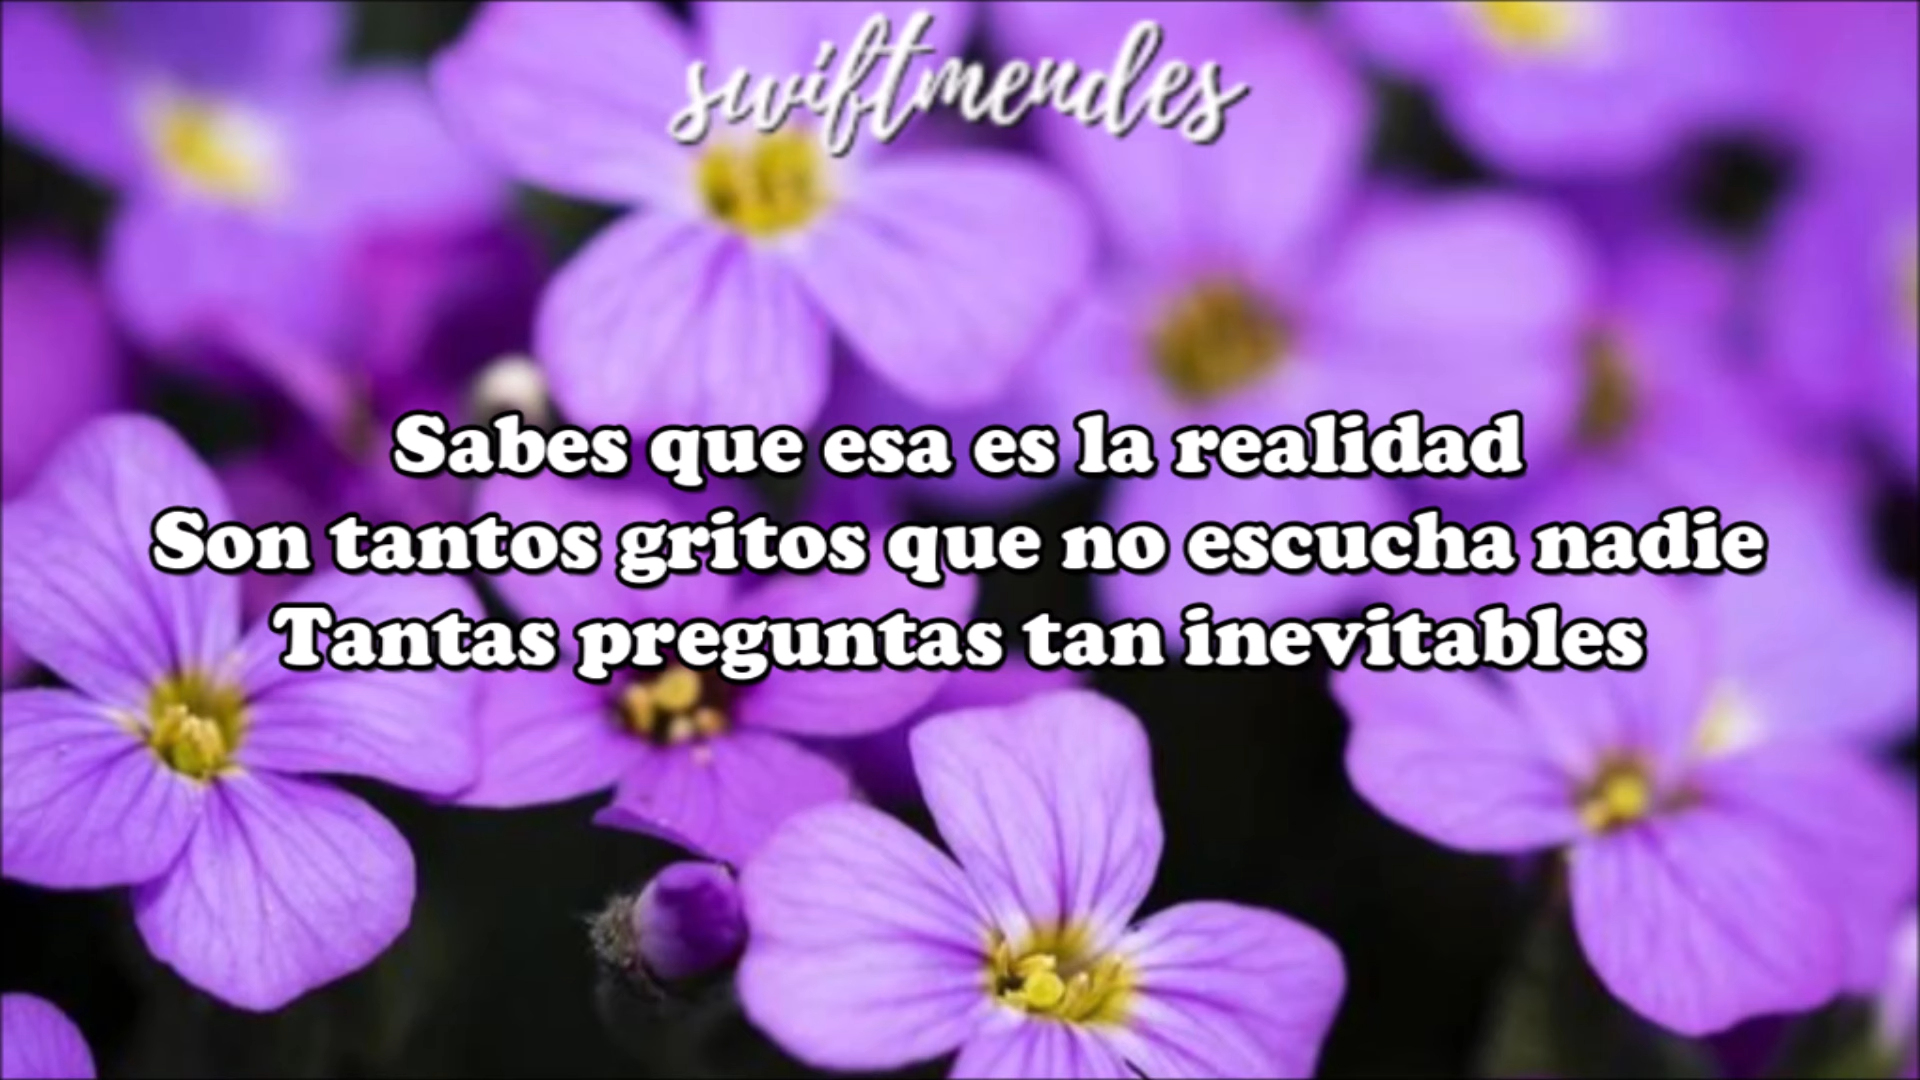 swiftmendes
Sabes que esa es la realidad
Son tantos gritos que no escucha nadie
Tantas preguntas tan inevitables